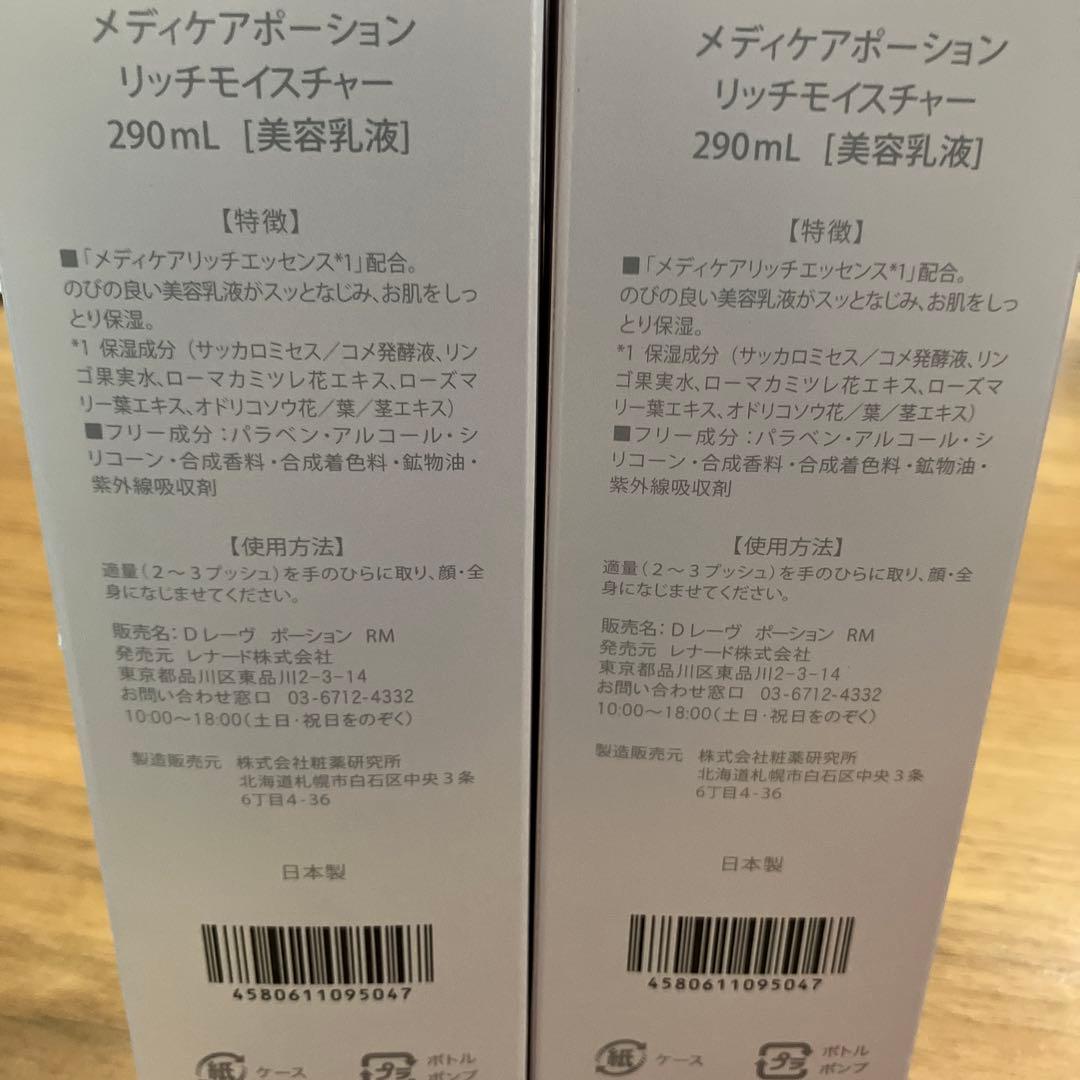 メディケアポーション
リッチモイスチャー
290mL [美容乳液]
【特徴】
■「メディケアリッチエッセンス*1」配合。
のびの良い美容乳液がスッとなじみ、お肌をしっ
とり保湿。
*1 保湿成分（サッカロミセス／コメ発酵液、リン
ゴ果実水、ローマカミツレ花エキス、ローズマ
リー葉エキス、オドリコソウ花／葉／茎エキス）
■フリー成分：パラベン・アルコール・シ
リコーン・合成香料・合成着色料・鉱物油・
紫外線吸収剤
【使用方法】
適量（2～3プッシュ）を手のひらに取り、顔・全
身になじませてください。
販売名：Dレーヴ ポーション RM
発売元 レナード株式会社
東京都品川区東品川2-3-14
お問い合わせ窓口 03-6712-4332
10:00～18:00（土日・祝日をのぞく）
製造販売元 株式会社粧薬研究所
北海道札幌市白石区中央3条
6丁目4-36
日本製
4580611095047
紙 ケース プラ ボトル
ポンプ
メディケアポーション
リッチモイスチャー
290mL [美容乳液]
【特徴】
■「メディケアリッチエッセンス*1」配合。
のびの良い美容乳液がスッとなじみ、お肌をしっ
とり保湿。
*1 保湿成分（サッカロミセス／コメ発酵液、リン
ゴ果実水、ローマカミツレ花エキス、ローズマ
リー葉エキス、オドリコソウ花／葉／茎エキス）
■フリー成分：パラベン・アルコール・シ
リコーン・合成香料・合成着色料・鉱物油・
紫外線吸収剤
【使用方法】
適量（2～3プッシュ）を手のひらに取り、顔・全
身になじませてください。
販売名：Dレーヴ ポーション RM
発売元 レナード株式会社
東京都品川区東品川2-3-14
お問い合わせ窓口 03-6712-4332
10:00～18:00（土日・祝日をのぞく）
製造販売元 株式会社粧薬研究所
北海道札幌市白石区中央3条
6丁目4-36
日本製
4580611095047
紙 ケース プラ ボトル
ポンプ